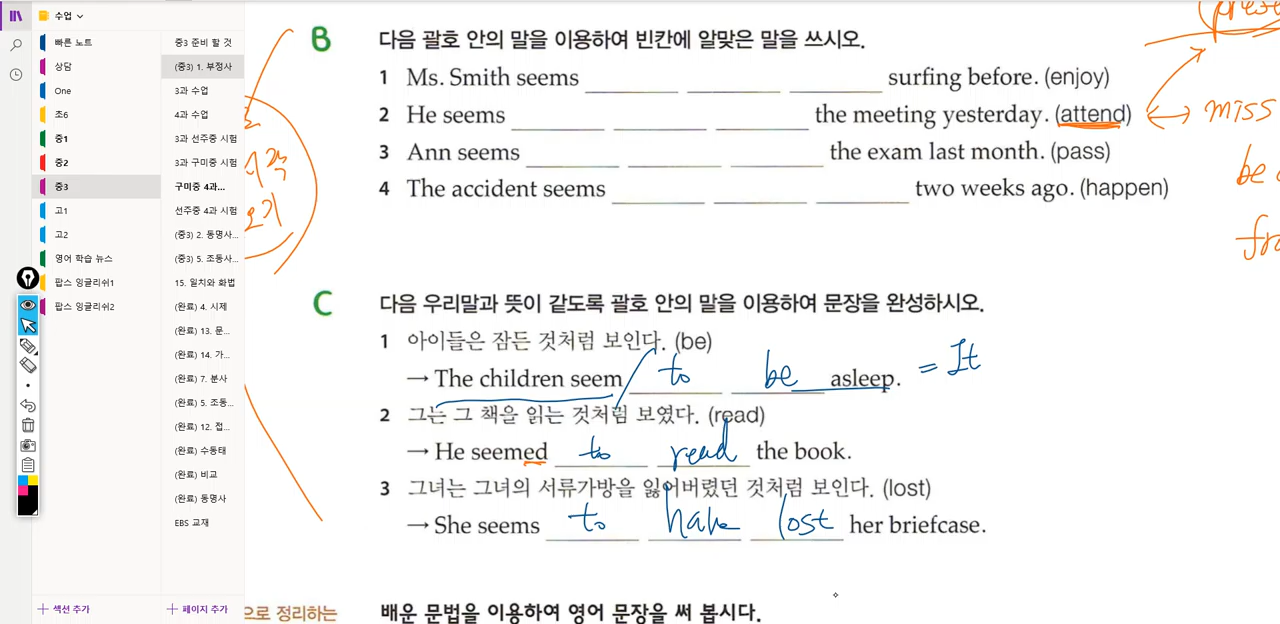 수업
빠른 노트
상담
One
초6
중1
중2
중3
고1
고2
영어 학습 뉴스
팝스 잉글리쉬1
팝스 잉글리쉬2
섹션 추가
중3 준비 할 것
(중3) 1. 부정사
3과 수업
4과 수업
3과 선주중 시험
3과 구미중 시험
구미중 4과...
선주중 4과 시험
(중3) 2. 동명사...
(중3) 5. 조동사...
15. 일치와 화법
(완료) 4. 시제
(완료) 13. 문...
(완료) 14. 가...
(완료) 7. 분사
(완료) 5. 조동...
(완료) 12. 접...
(완료) 수동태
(완료) 비교
(완료) 동명사
EBS 교재
페이지 추가
B 다음 괄호 안의 말을 이용하여 빈칸에 알맞은 말을 쓰시오.
1 Ms. Smith seems surfing before. (enjoy)
2 He seems the meeting yesterday. (attend) miss
3 Ann seems the exam last month. (pass)
be
4 The accident seems two weeks ago. (happen)
C 다음 우리말과 뜻이 같도록 괄호 안의 말을 이용하여 문장을 완성하시오.
1 아이들은 잠든 것처럼 보인다. (be)
→ The children seem to be asleep. = It
2 그는 그 책을 읽는 것처럼 보였다. (read)
→ He seemed to read the book.
3 그녀는 그녀의 서류가방을 잃어버렸던 것처럼 보인다. (lost)
→ She seems to have lost her briefcase.
으로 정리하는 배운 문법을 이용하여 영어 문장을 써 봅시다.